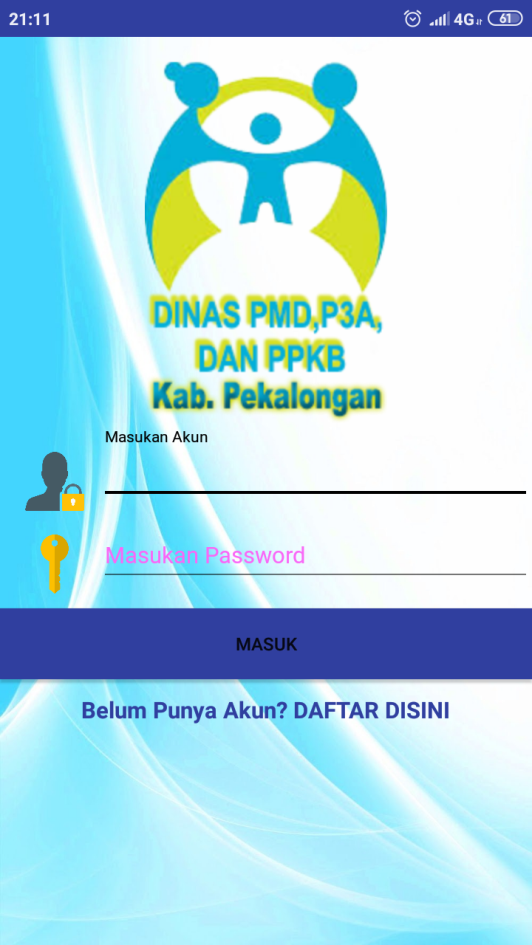 21:11
4G
61
DINAS PMD,P3A,
DAN PPKB
Kab. Pekalongan
Masukan Akun
Masukan Password
MASUK
Belum Punya Akun? DAFTAR DISINI